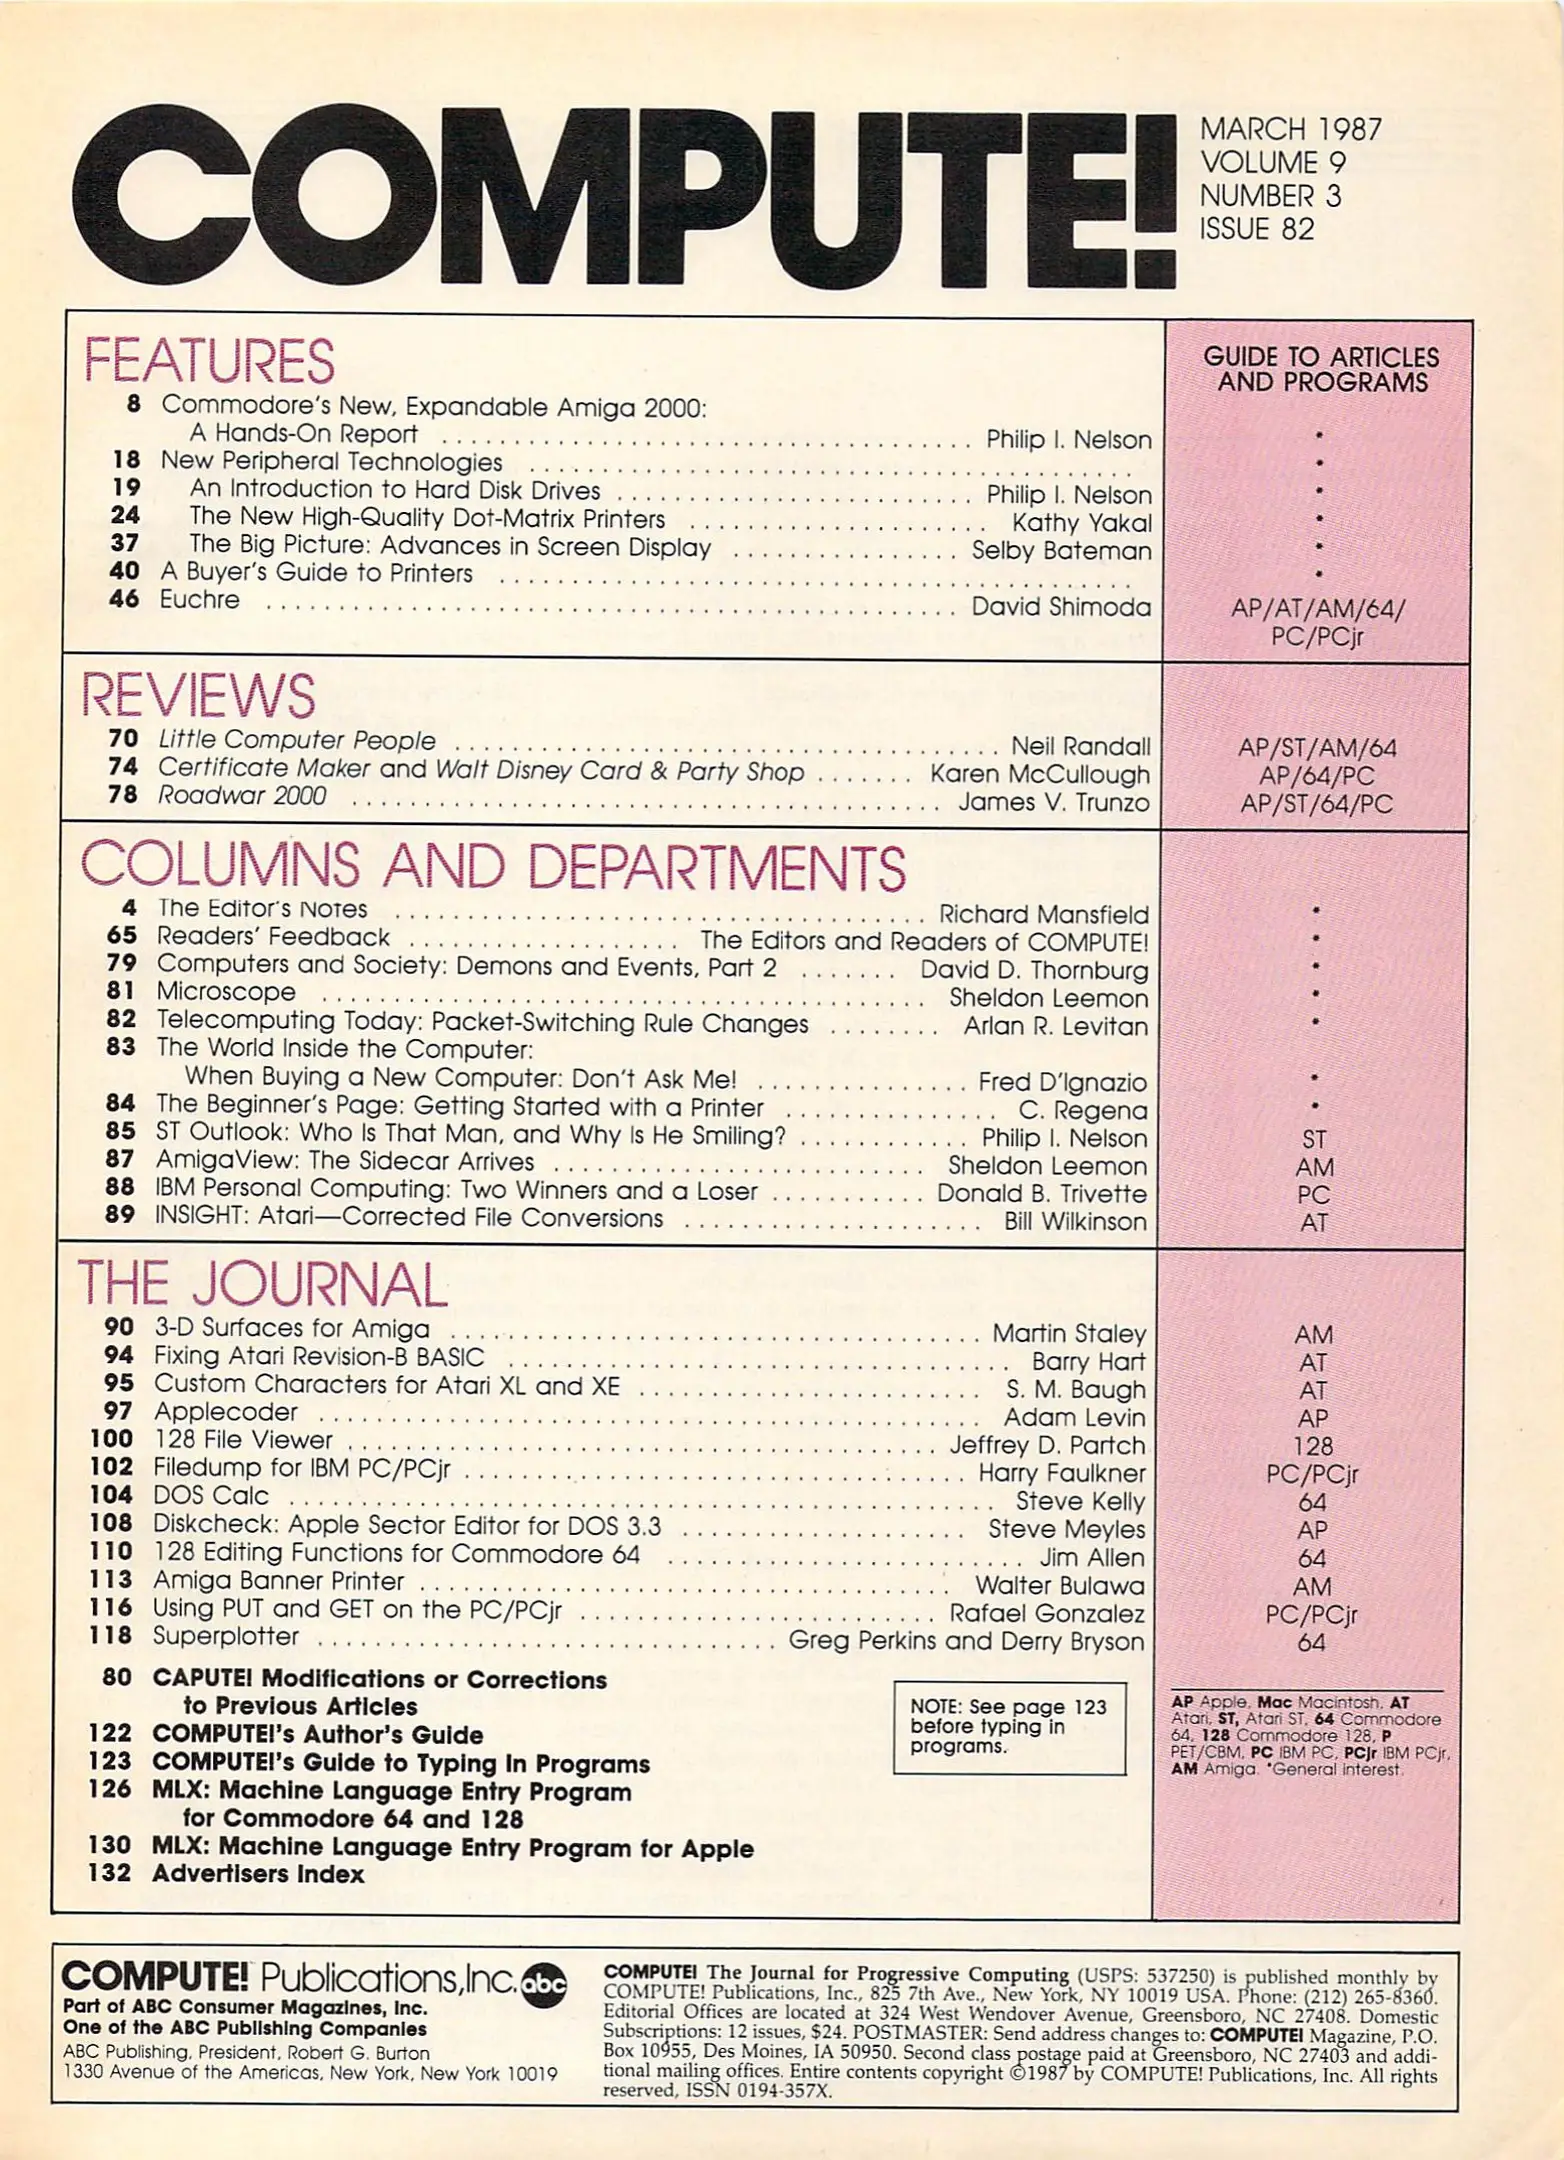 COMPUTE!
MARCH 1987
VOLUME 9
NUMBER 3
ISSUE 82
FEATURES
GUIDE TO ARTICLES
AND PROGRAMS
8 Commodore's New, Expandable Amiga 2000:
A Hands-On Report . . . . . Philip I. Nelson *
18 New Peripheral Technologies . . . . . *
19 An Introduction to Hard Disk Drives . . . . . Philip I. Nelson *
24 The New High-Quality Dot-Matrix Printers . . . . . Kathy Yakal *
37 The Big Picture: Advances in Screen Display . . . . . Selby Bateman *
40 A Buyer's Guide to Printers . . . . . *
46 Euchre . . . . . David Shimoda AP/AT/AM/64/
PC/PCjr
REVIEWS
70 Little Computer People . . . . . Neil Randall AP/ST/AM/64
74 Certificate Maker and Walt Disney Card & Party Shop . . . . . Karen McCullough AP/64/PC
78 Roadwar 2000 . . . . . James V. Trunzo AP/ST/64/PC
COLUMNS AND DEPARTMENTS
4 The Editor's Notes . . . . . Richard Mansfield *
65 Readers' Feedback . . . . . The Editors and Readers of COMPUTE! *
79 Computers and Society: Demons and Events, Part 2 . . . . . David D. Thornburg *
81 Microscope . . . . . Sheldon Leemon *
82 Telecomputing Today: Packet-Switching Rule Changes . . . . . Arlan R. Levitan *
83 The World Inside the Computer:
When Buying a New Computer: Don't Ask Me! . . . . . Fred D'Ignazio *
84 The Beginner's Page: Getting Started with a Printer . . . . . C. Regena *
85 ST Outlook: Who Is That Man, and Why Is He Smiling? . . . . . Philip I. Nelson ST
87 AmigaView: The Sidecar Arrives . . . . . Sheldon Leemon AM
88 IBM Personal Computing: Two Winners and a Loser . . . . . Donald B. Trivette PC
89 INSIGHT: Atari—Corrected File Conversions . . . . . Bill Wilkinson AT
THE JOURNAL
90 3-D Surfaces for Amiga . . . . . Martin Staley AM
94 Fixing Atari Revision-B BASIC . . . . . Barry Hart AT
95 Custom Characters for Atari XL and XE . . . . . S. M. Baugh AT
97 Applecoder . . . . . Adam Levin AP
100 128 File Viewer . . . . . Jeffrey D. Partch 128
102 Filedump for IBM PC/PCjr . . . . . Harry Faulkner PC/PCjr
104 DOS Calc . . . . . Steve Kelly 64
108 Diskcheck: Apple Sector Editor for DOS 3.3 . . . . . Steve Meyles AP
110 128 Editing Functions for Commodore 64 . . . . . Jim Allen 64
113 Amiga Banner Printer . . . . . Walter Bulawa AM
116 Using PUT and GET on the PC/PCjr . . . . . Rafael Gonzalez PC/PCjr
118 Superplotter . . . . . Greg Perkins and Derry Bryson 64
80 CAPUTE! Modifications or Corrections
to Previous Articles
122 COMPUTE!'s Author's Guide
123 COMPUTE!'s Guide to Typing In Programs
126 MLX: Machine Language Entry Program
for Commodore 64 and 128
130 MLX: Machine Language Entry Program for Apple
132 Advertisers Index
NOTE: See page 123
before typing in
programs.
AP Apple, Mac Macintosh, AT
Atari, ST, Atari ST, 64 Commodore
64, 128 Commodore 128, P
PET/CBM, PC IBM PC, PCjr IBM PCjr,
AM Amiga. *General interest.
COMPUTE! Publications,Inc. abc
Part of ABC Consumer Magazines, Inc.
One of the ABC Publishing Companies
ABC Publishing, President, Robert G. Burton
1330 Avenue of the Americas, New York, New York 10019
COMPUTE! The Journal for Progressive Computing (USPS: 537250) is published monthly by
COMPUTE! Publications, Inc., 825 7th Ave., New York, NY 10019 USA. Phone: (212) 265-8360.
Editorial Offices are located at 324 West Wendover Avenue, Greensboro, NC 27408. Domestic
Subscriptions: 12 issues, $24. POSTMASTER: Send address changes to: COMPUTE! Magazine, P.O.
Box 10955, Des Moines, IA 50950. Second class postage paid at Greensboro, NC 27403 and addi-
tional mailing offices. Entire contents copyright ©1987 by COMPUTE! Publications, Inc. All rights
reserved, ISSN 0194-357X.